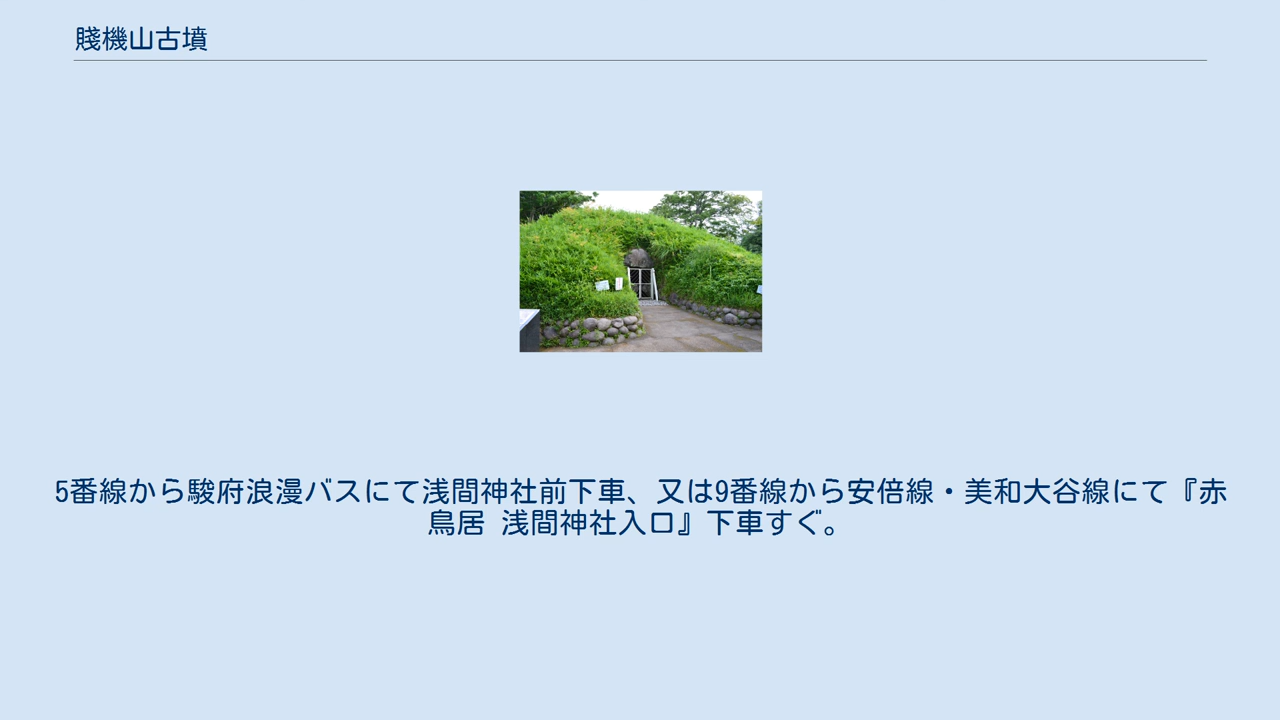 賤機山古墳
5番線から駿府浪漫バスにて浅間神社前下車、又は9番線から安倍線・美和大谷線にて『赤
鳥居 浅間神社入口』下車すぐ。